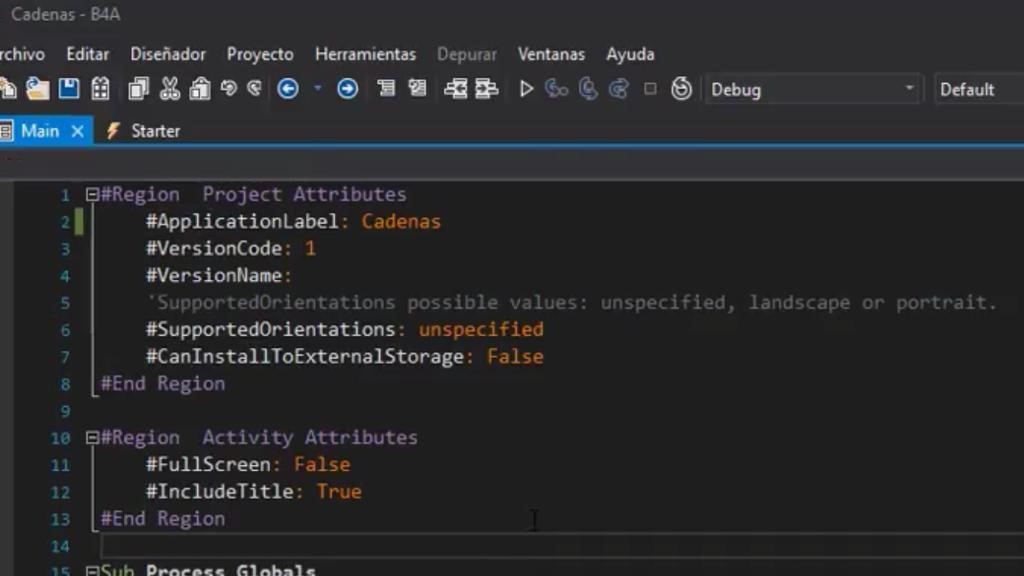 Cadenas - B4A
rchivo Editar Diseñador Proyecto Herramientas Depurar Ventanas Ayuda
Debug Default
Main Starter
1 #Region  Project Attributes
2 #ApplicationLabel: Cadenas
3 #VersionCode: 1
4 #VersionName:
5 'SupportedOrientations possible values: unspecified, landscape or portrait.
6 #SupportedOrientations: unspecified
7 #CanInstallToExternalStorage: False
8 #End Region
9
10 #Region  Activity Attributes
11 #FullScreen: False
12 #IncludeTitle: True
13 #End Region
14
15 Sub Process_Globals